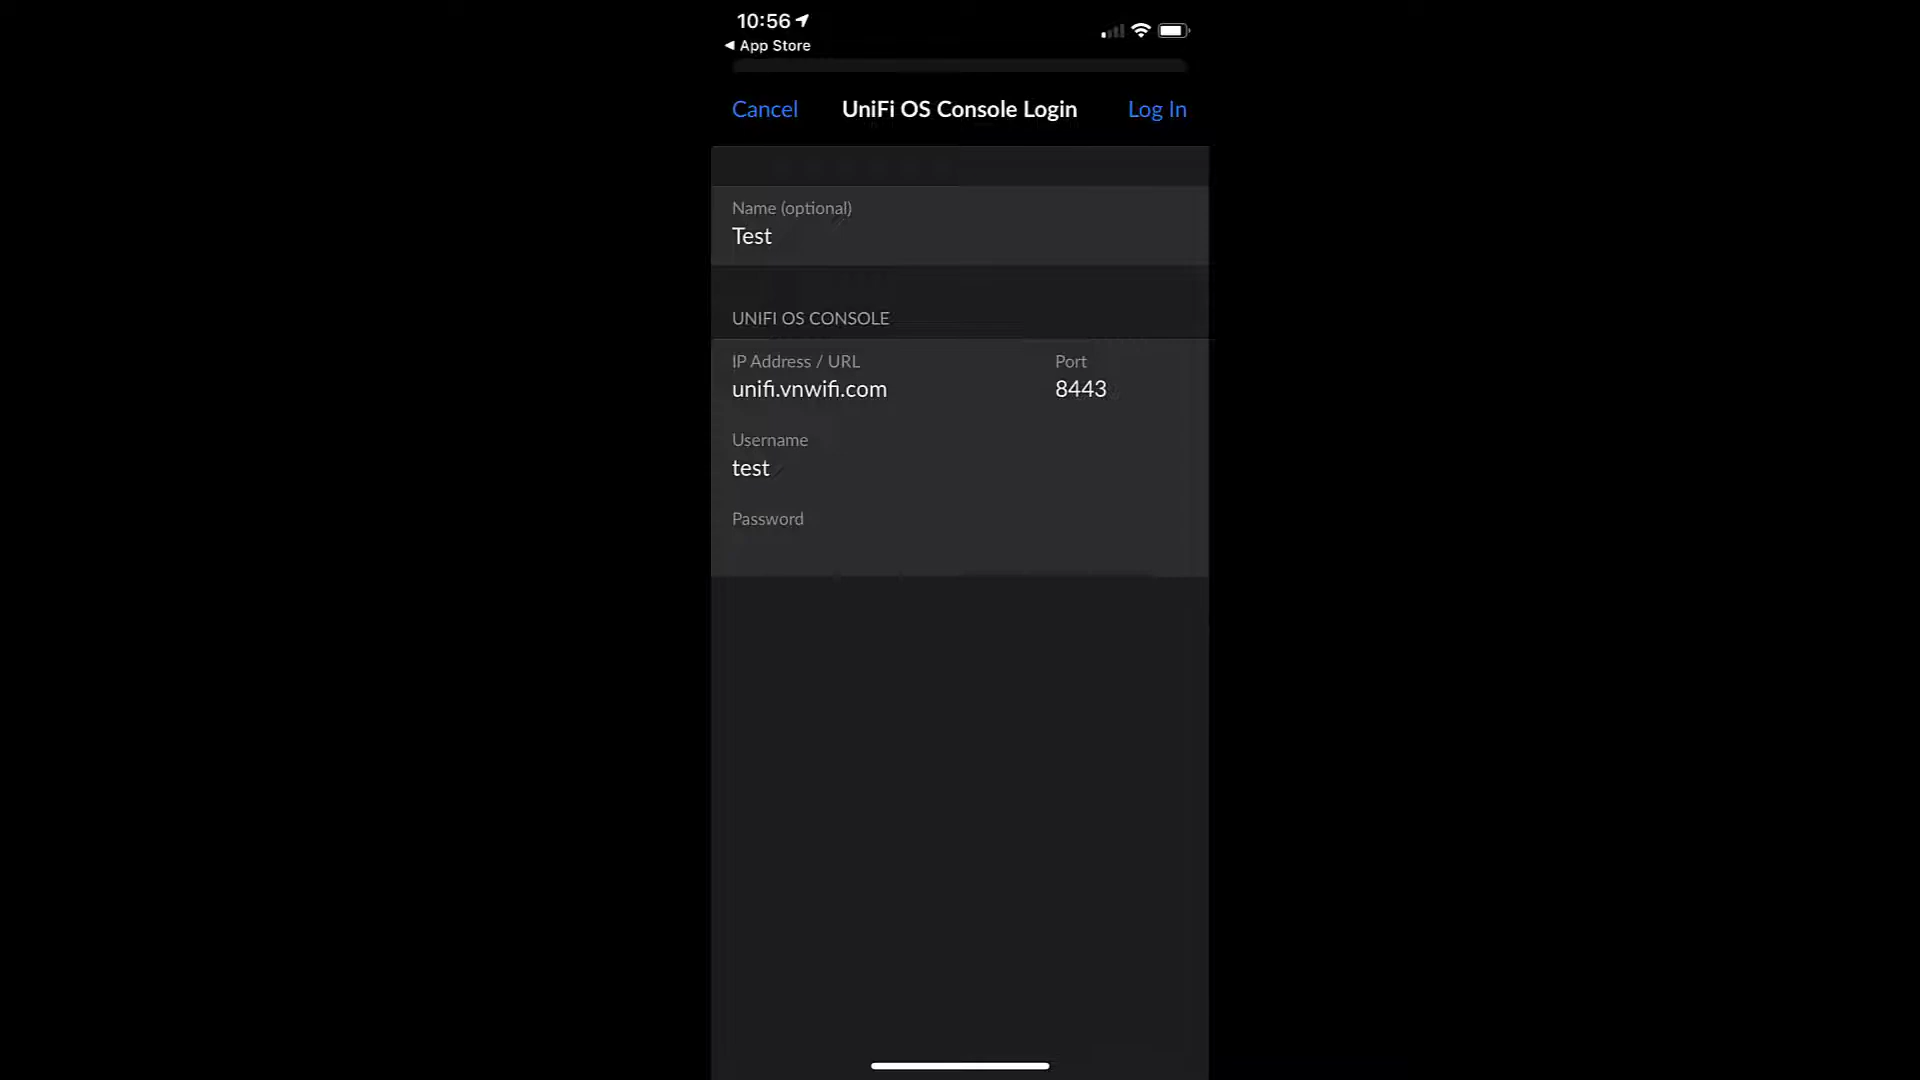 10:56
◀ App Store
Cancel UniFi OS Console Login Log In
Name (optional)
Test
UNIFI OS CONSOLE
IP Address / URL Port
unifi.vnwifi.com 8443
Username
test
Password